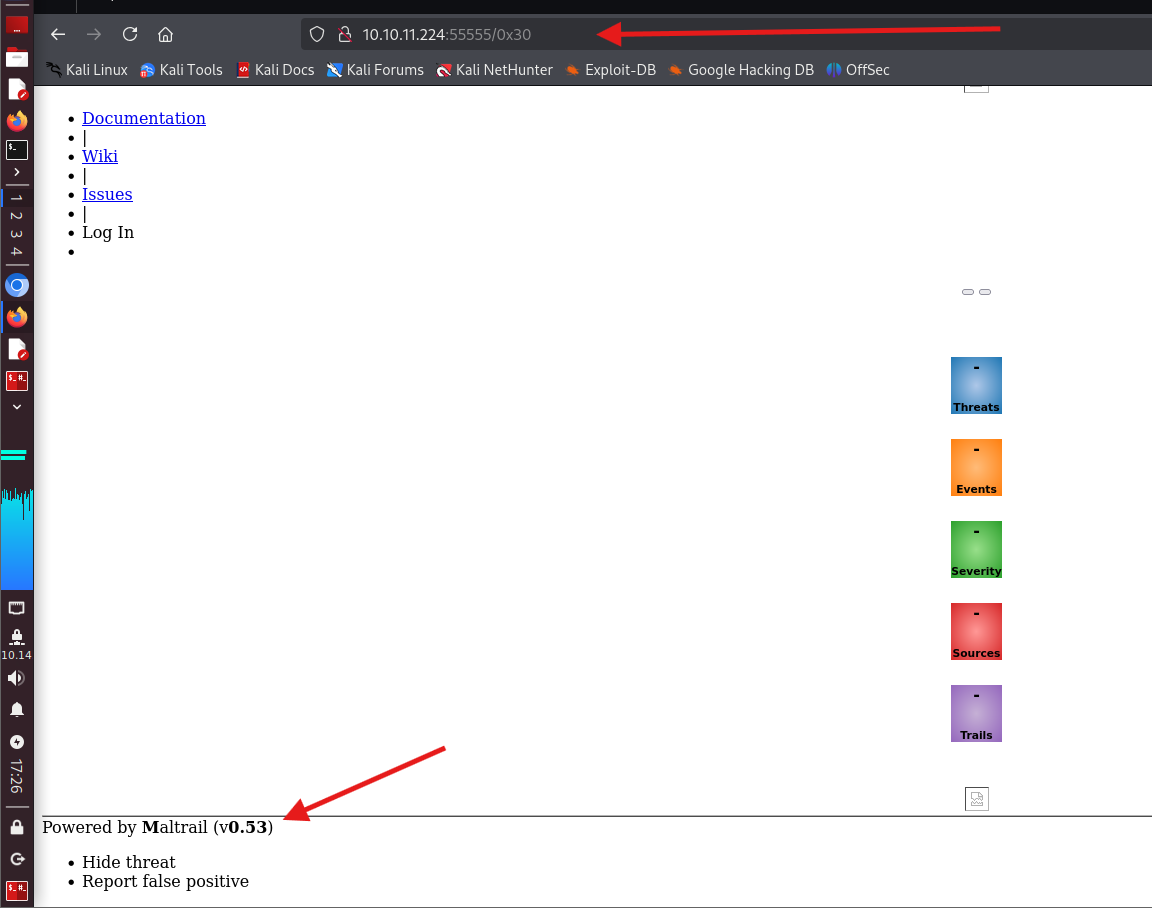 10.10.11.224:55555/0x30
Kali Linux Kali Tools Kali Docs Kali Forums Kali NetHunter Exploit-DB Google Hacking DB OffSec
Documentation
|
Wiki
|
Issues
|
Log In
1
2
3
4
-
Threats
-
Events
-
Severity
-
Sources
-
Trails
10.14
17:26
Powered by Maltrail (v0.53)
Hide threat
Report false positive